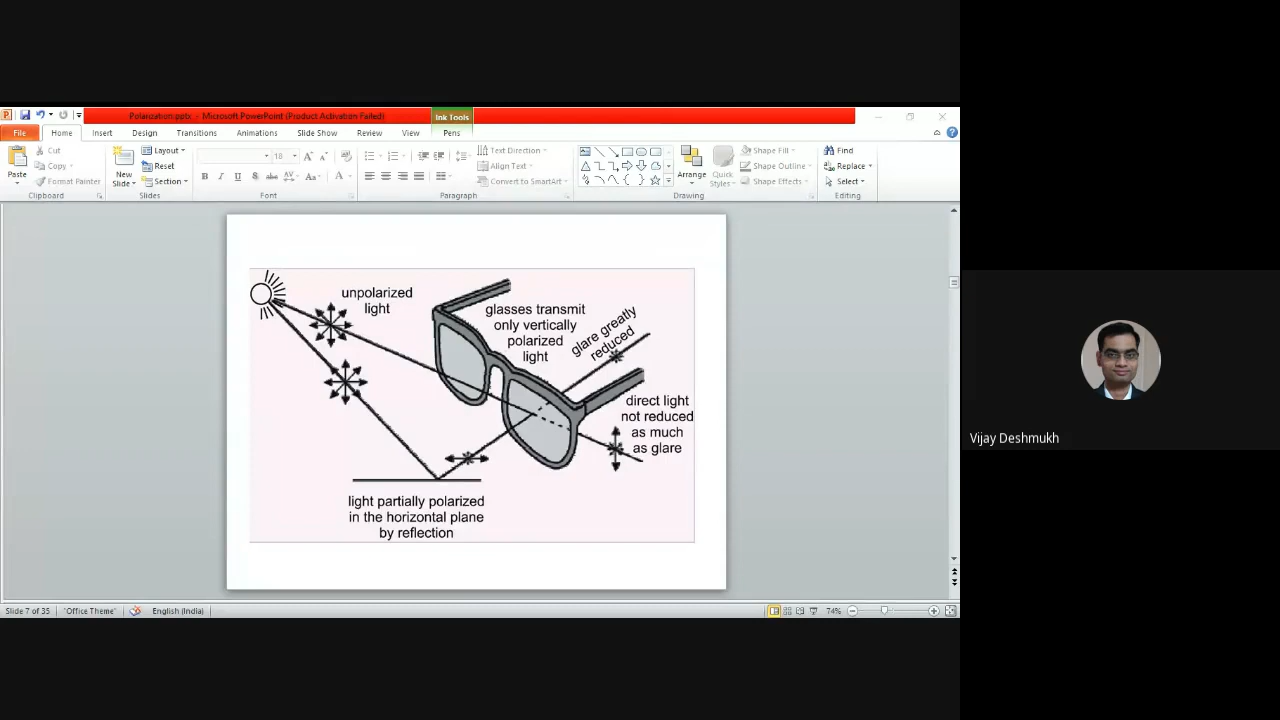 Polarization.pptx - Microsoft PowerPoint (Product Activation Failed)
Ink Tools
File Home Insert Design Transitions Animations Slide Show Review View Pens
Paste
Cut
Copy
Format Painter
Clipboard
New
Slide
Layout
Reset
Section
Slides
18
B I U S abc AV Aa A
Font
Paragraph
Text Direction
Align Text
Convert to SmartArt
Drawing
Arrange
Quick
Styles
Shape Fill
Shape Outline
Shape Effects
Find
Replace
Select
Editing
unpolarized
light
glasses transmit
only vertically
polarized
light
glare greatly
reduced
direct light
not reduced
as much
as glare
light partially polarized
in the horizontal plane
by reflection
Vijay Deshmukh
Slide 7 of 35 "Office Theme" English (India) 74%